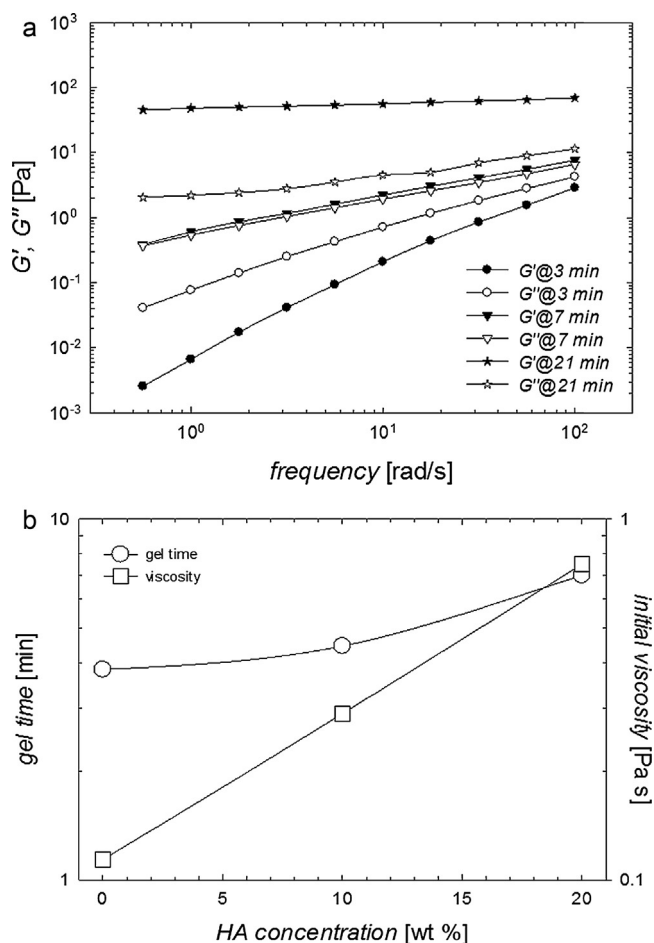 a
10³
10²
10¹
10⁰
10⁻¹
10⁻²
10⁻³
G', G'' [Pa]
G'@3 min
G''@3 min
G'@7 min
G''@7 min
G'@21 min
G''@21 min
10⁰ 10¹ 10²
frequency [rad/s]
b
10
1
gel time [min]
gel time
viscosity
1
0.1
initial viscosity [Pa s]
0 5 10 15 20
HA concentration [wt %]